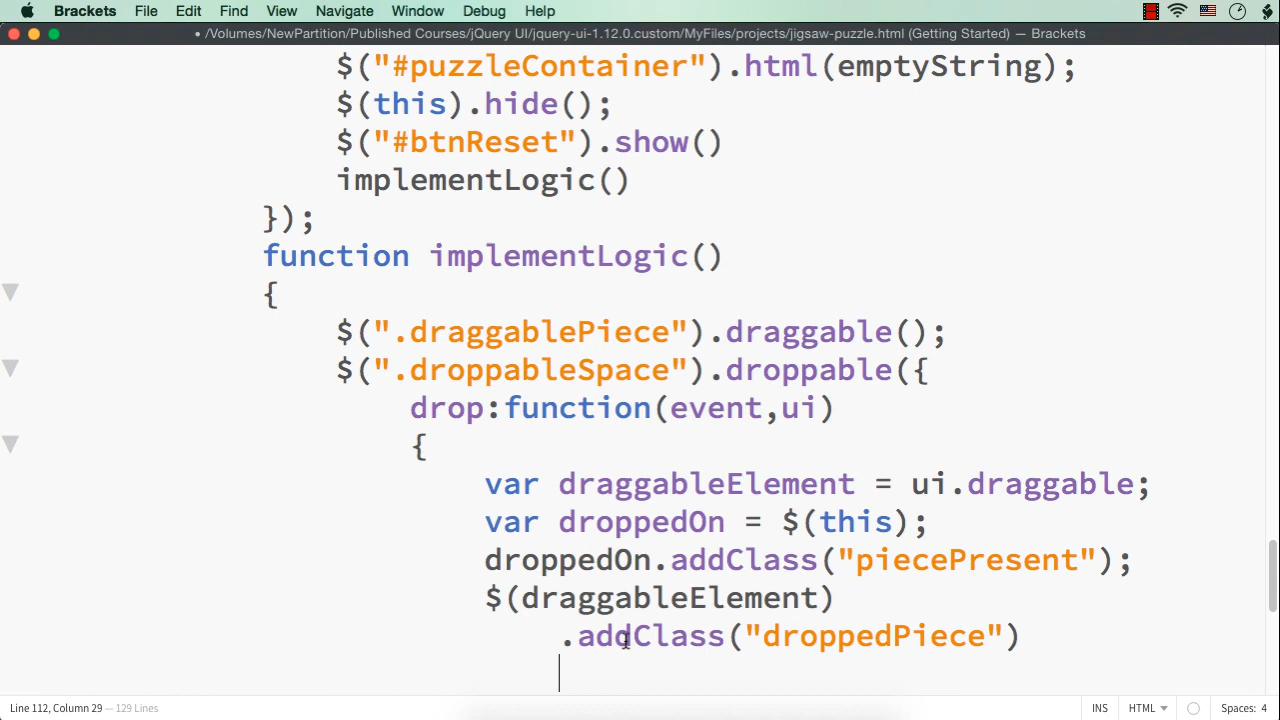 Brackets File Edit Find View Navigate Window Debug Help
• /Volumes/NewPartition/Published Courses/jQuery UI/jquery-ui-1.12.0.custom/MyFiles/projects/jigsaw-puzzle.html (Getting Started) — Brackets
$("#puzzleContainer").html(emptyString);
$(this).hide();
$("#btnReset").show()
implementLogic()
});
function implementLogic()
{
$(".draggablePiece").draggable();
$(".droppableSpace").droppable({
drop:function(event,ui)
{
var draggableElement = ui.draggable;
var droppedOn = $(this);
droppedOn.addClass("piecePresent");
$(draggableElement)
.addClass("droppedPiece")
Line 112, Column 29 — 129 Lines INS HTML Spaces: 4